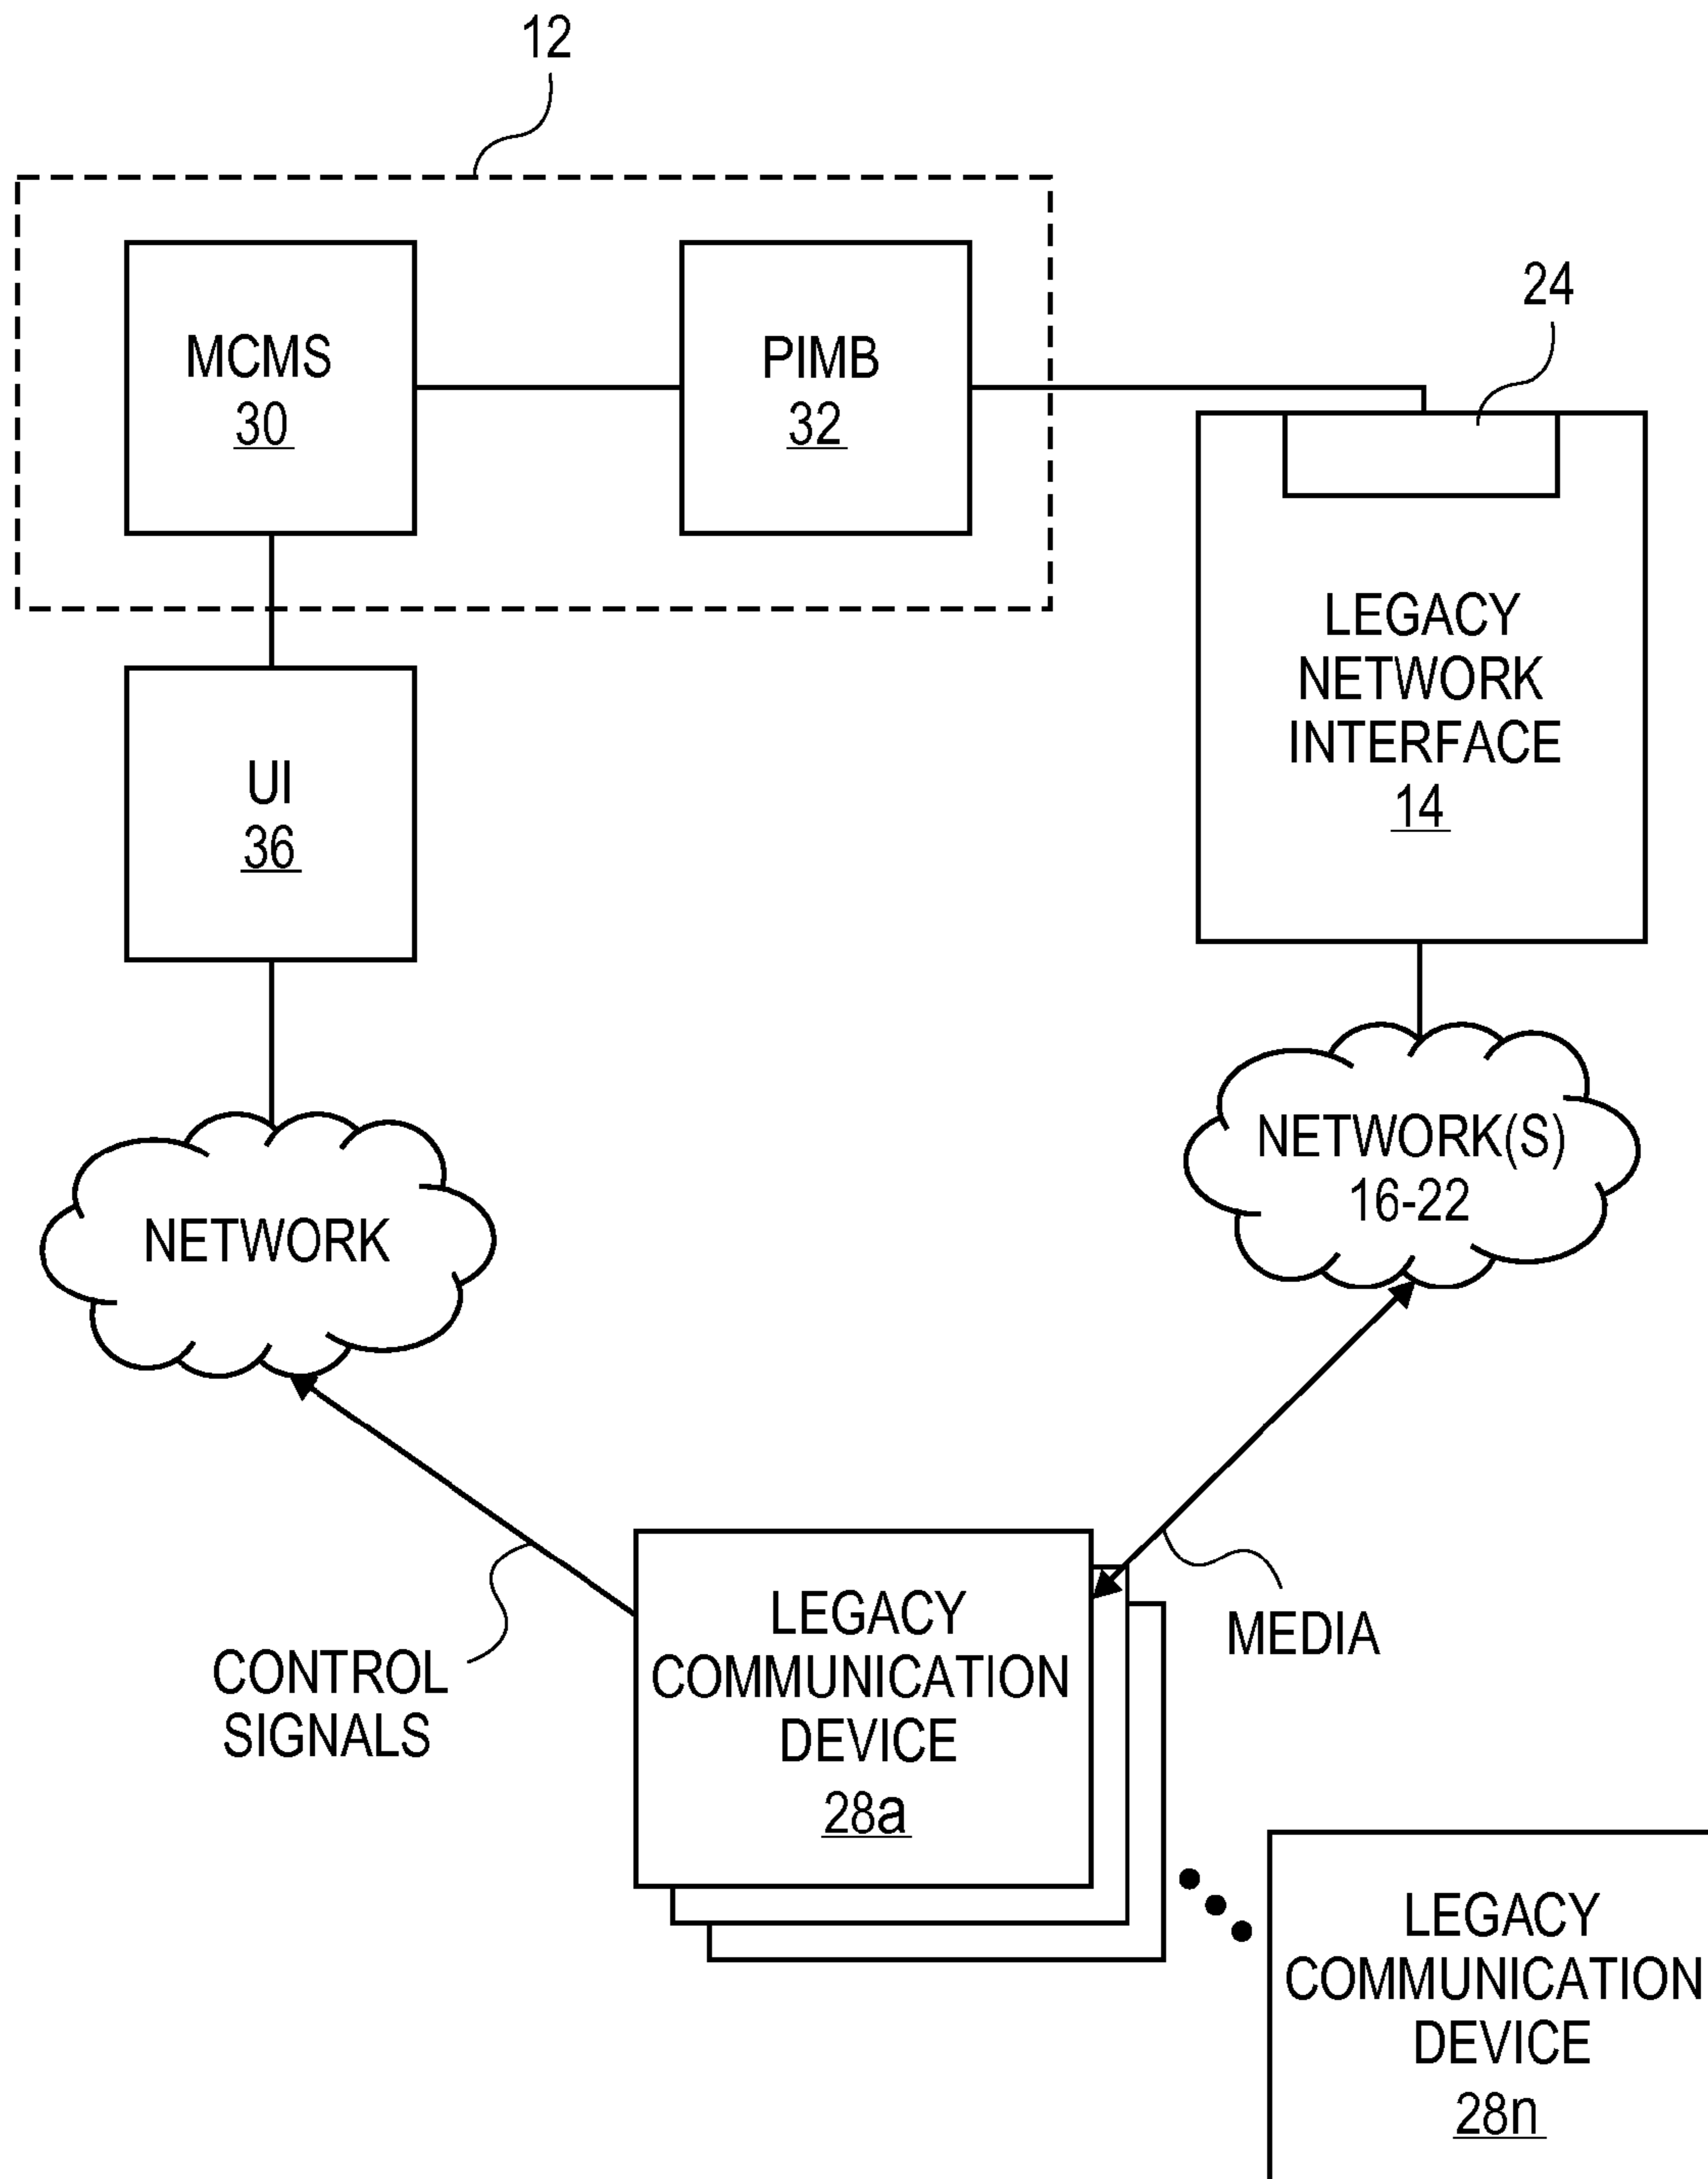 12
MCMS
30
PIMB
32
24
LEGACY
NETWORK
INTERFACE
14
UI
36
NETWORK
NETWORK(S)
16-22
CONTROL
SIGNALS
MEDIA
LEGACY
COMMUNICATION
DEVICE
28a
LEGACY
COMMUNICATION
DEVICE
28n